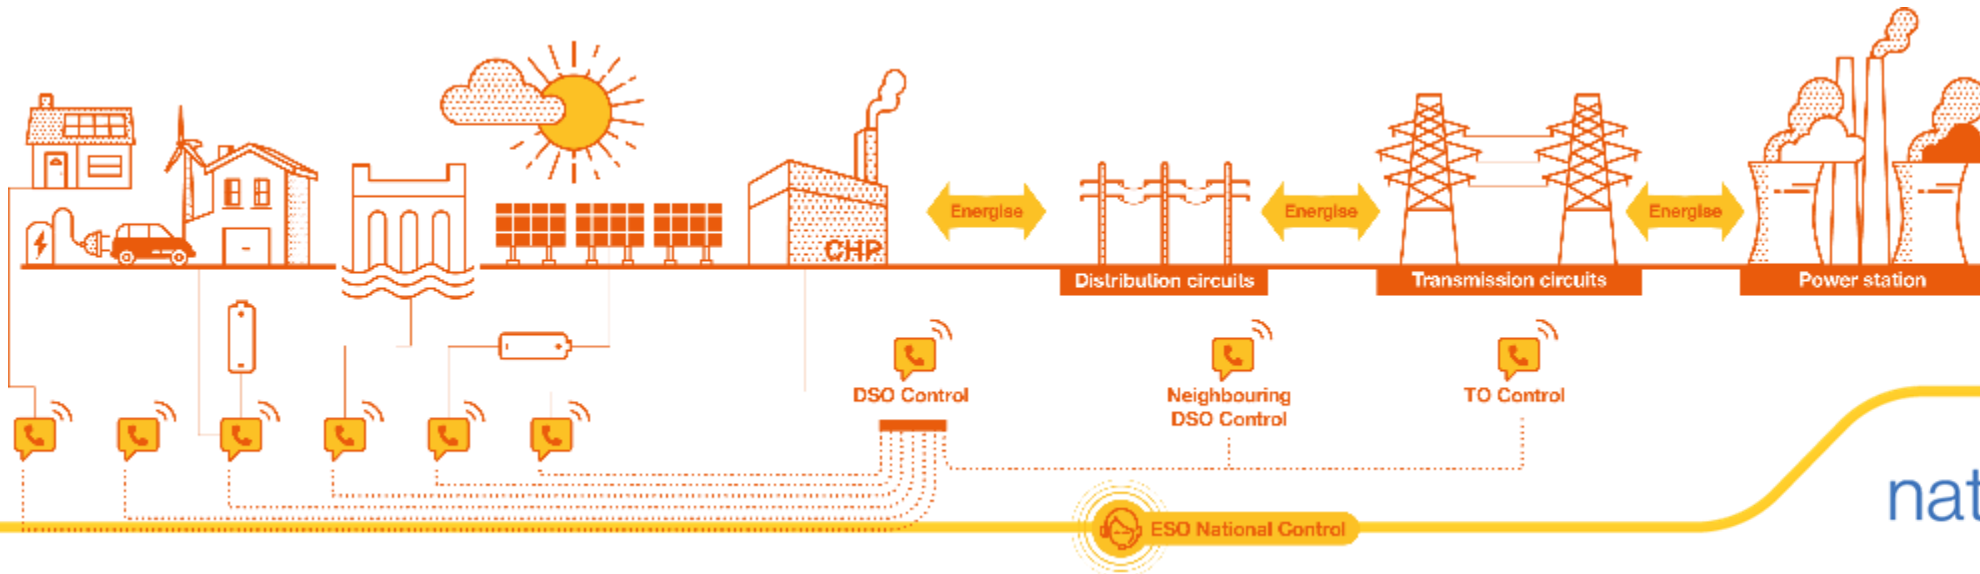 CHP
Energise
Energise
Energise
Distribution circuits
Transmission circuits
Power station
DSO Control
Neighbouring
DSO Control
TO Control
ESO National Control
nat